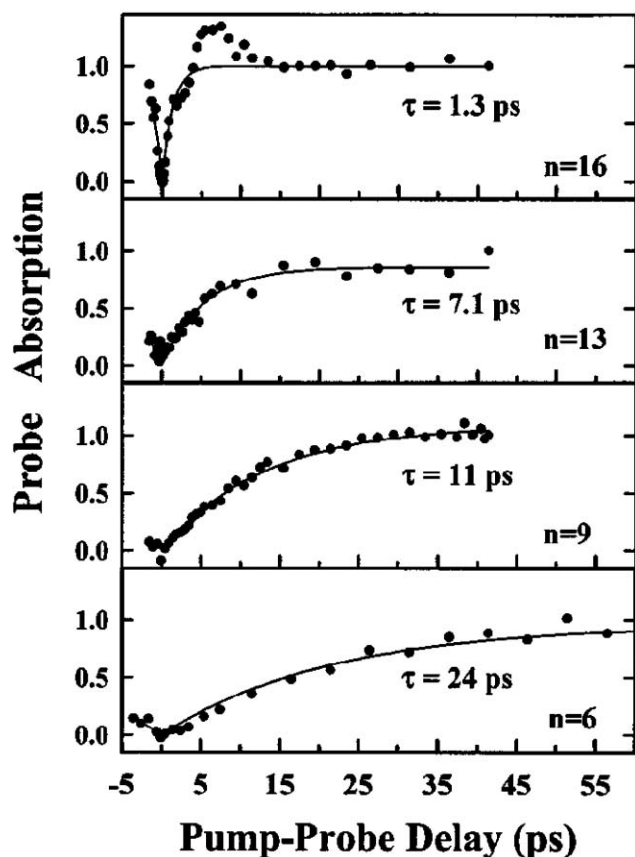 1.0
0.5
0.0
τ = 1.3 ps
n=16
1.0
0.5
0.0
τ = 7.1 ps
n=13
1.0
0.5
0.0
τ = 11 ps
n=9
1.0
0.5
0.0
τ = 24 ps
n=6
Probe Absorption
-5 5 15 25 35 45 55
Pump-Probe Delay (ps)